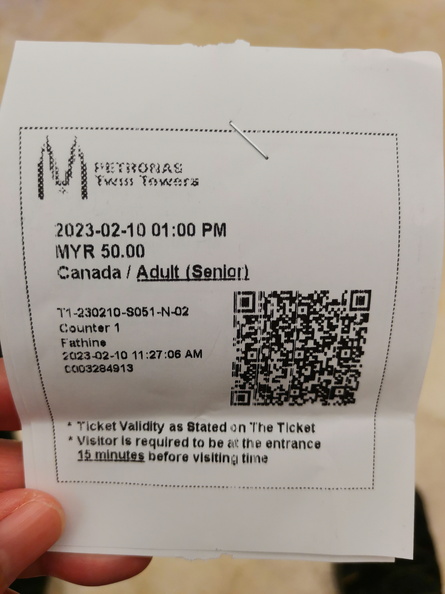 PETRONAS
Twin Towers
2023-02-10 01:00 PM
MYR 50.00
Canada / Adult (Senior)
T1-230210-S051-N-02
Counter 1
Fathine
2023-02-10 11:27:06 AM
0003284913
* Ticket Validity as Stated on The Ticket
* Visitor is required to be at the entrance
15 minutes before visiting time